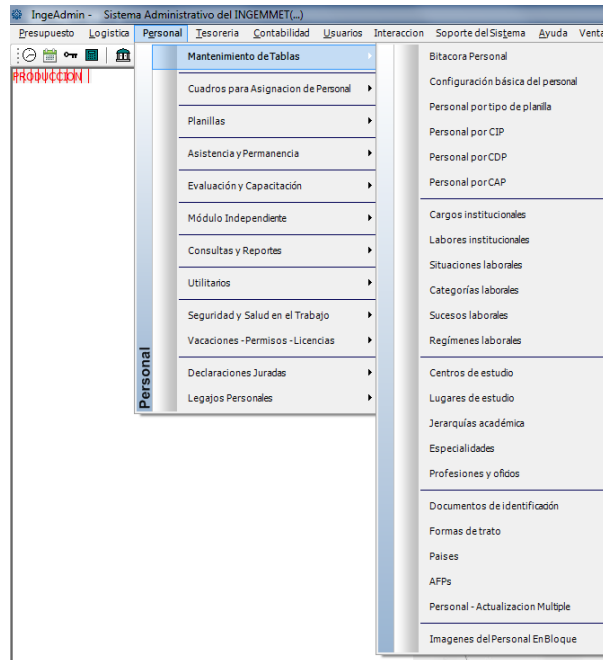 IngeAdmin - Sistema Administrativo del INGEMMET(...)
Presupuesto Logistica Personal Tesoreria Contabilidad Usuarios Interaccion Soporte del Sistema Ayuda Venta
PRODUCCION
Mantenimiento de Tablas
Cuadros para Asignacion de Personal
Planillas
Asistencia y Permanencia
Evaluación y Capacitación
Módulo Independiente
Consultas y Reportes
Utilitarios
Seguridad y Salud en el Trabajo
Vacaciones - Permisos - Licencias
Declaraciones Juradas
Legajos Personales
Personal
Bitacora Personal
Configuración básica del personal
Personal por tipo de planilla
Personal por CIP
Personal por CDP
Personal por CAP
Cargos institucionales
Labores institucionales
Situaciones laborales
Categorías laborales
Sucesos laborales
Regímenes laborales
Centros de estudio
Lugares de estudio
Jerarquías académica
Especialidades
Profesiones y oficios
Documentos de identificación
Formas de trato
Paises
AFPs
Personal - Actualizacion Multiple
Imagenes del Personal En Bloque